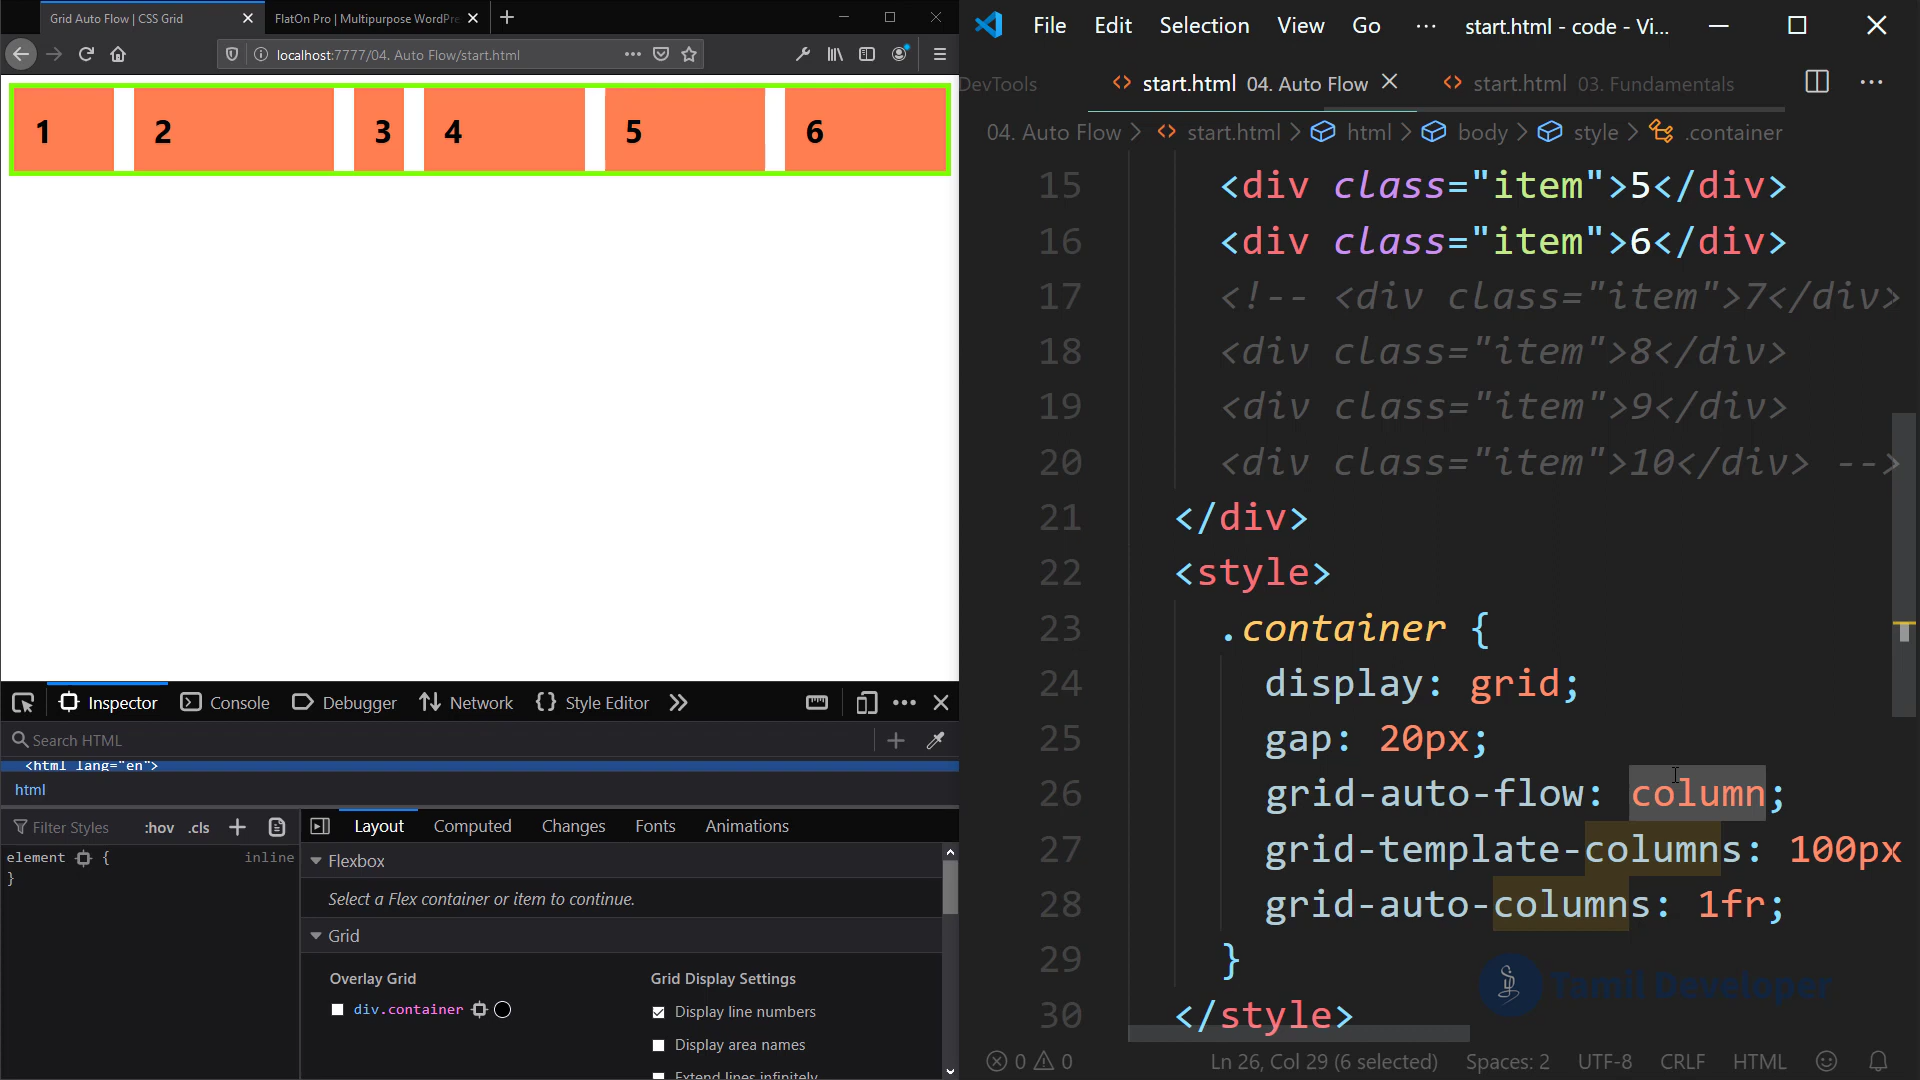 Grid Auto Flow | CSS Grid
FlatOn Pro | Multipurpose WordPre
localhost:7777/04. Auto Flow/start.html
1
2
3
4
5
6
Inspector
Console
Debugger
Network
Style Editor
Search HTML
<html lang="en">
html
Filter Styles
:hov
.cls
element {
inline
}
Layout
Computed
Changes
Fonts
Animations
Flexbox
Select a Flex container or item to continue.
Grid
Overlay Grid
Grid Display Settings
div.container
Display line numbers
Display area names
Extend lines infinitely
File
Edit
Selection
View
Go
start.html - code - Vi...
DevTools
start.html 04. Auto Flow
start.html 03. Fundamentals
04. Auto Flow > start.html > html > body > style > .container
15 <div class="item">5</div>
16 <div class="item">6</div>
17 <!-- <div class="item">7</div>
18 <div class="item">8</div>
19 <div class="item">9</div>
20 <div class="item">10</div> -->
21 </div>
22 <style>
23 .container {
24 display: grid;
25 gap: 20px;
26 grid-auto-flow: column;
27 grid-template-columns: 100px
28 grid-auto-columns: 1fr;
29 }
30 </style>
Tamil Developer
0
0
Ln 26, Col 29 (6 selected)
Spaces: 2
UTF-8
CRLF
HTML